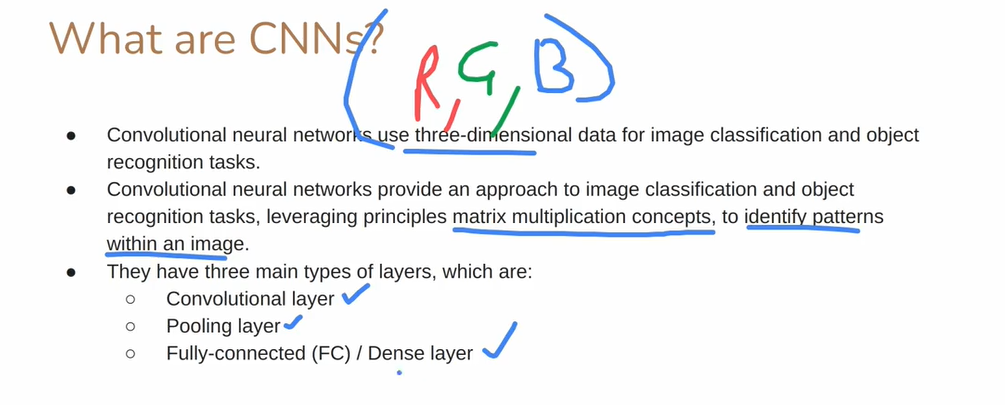 What are CNNs?
(R, G, B)
● Convolutional neural networks use three-dimensional data for image classification and object
recognition tasks.
● Convolutional neural networks provide an approach to image classification and object
recognition tasks, leveraging principles matrix multiplication concepts, to identify patterns
within an image.
● They have three main types of layers, which are:
○ Convolutional layer
○ Pooling layer
○ Fully-connected (FC) / Dense layer